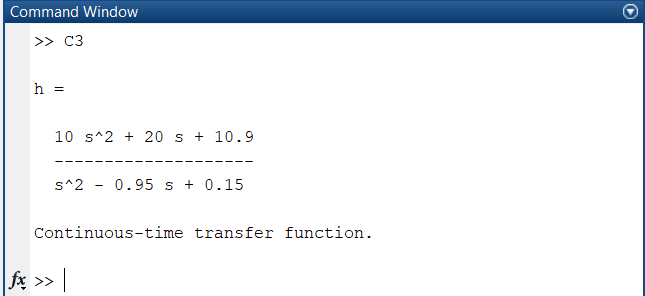 Command Window
>> C3
h =
10 s^2 + 20 s + 10.9
--------------------
s^2 - 0.95 s + 0.15
Continuous-time transfer function.
fx >>